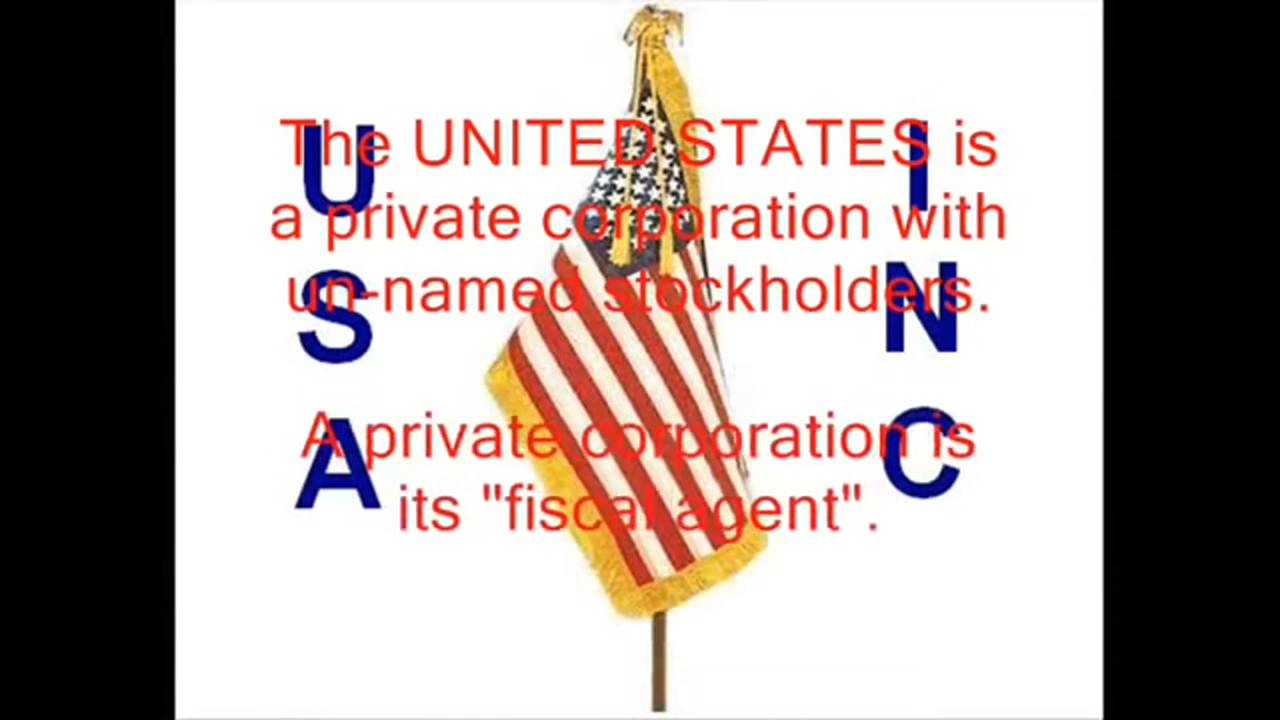 The UNITED STATES is
a private corporation with
un-named stockholders.
A private corporation is
its "fiscal agent".
U
S
A
I
N
C